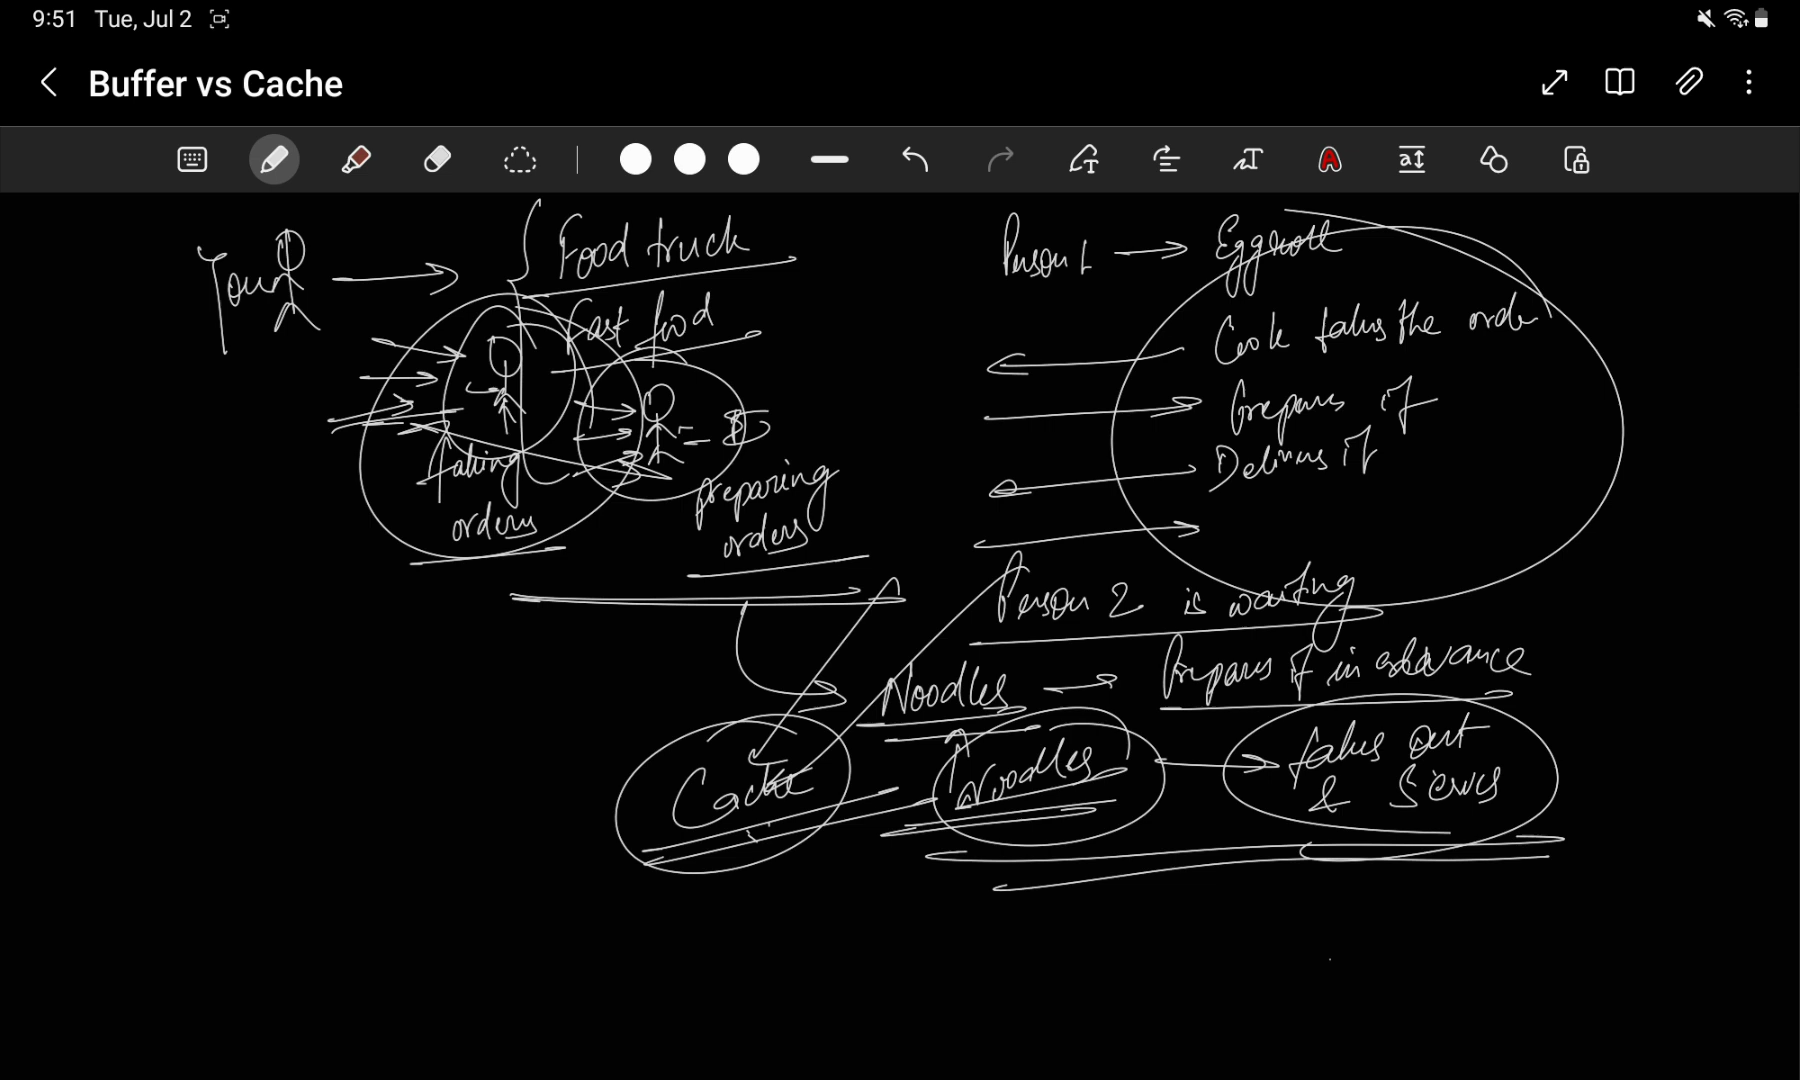 9:51 Tue, Jul 2
Buffer vs Cache
You
Food truck
Fast food
taking
orders
preparing
orders
Person 1 → Eggroll
Cook takes the order
Prepares it
Delivers it
Person 2 is waiting
Noodles → Prepares it in advance
Cache
Noodles → takes out
& Serves